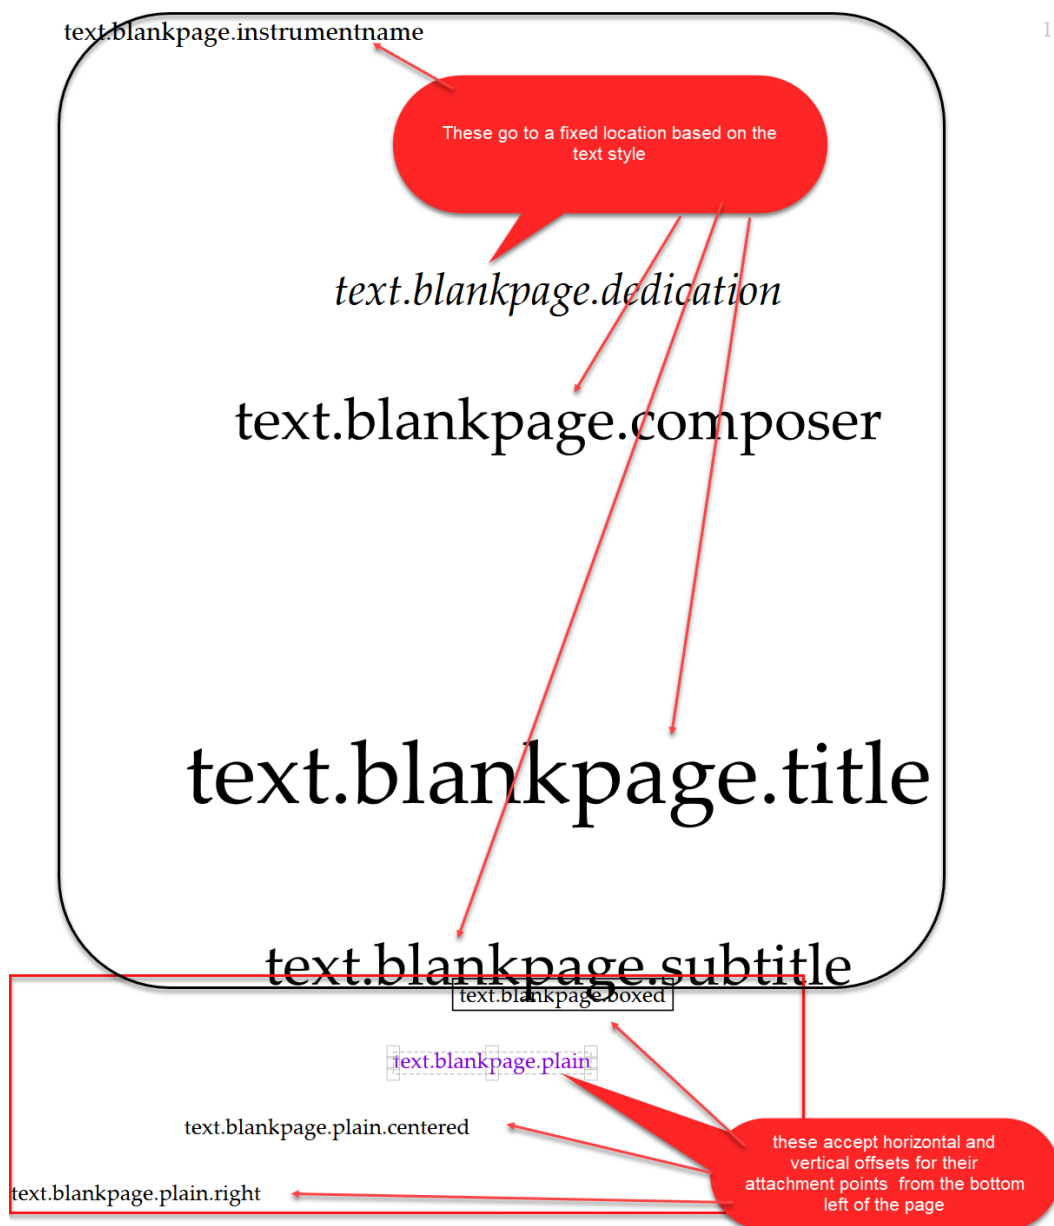 text.blankpage.instrumentname
1
These go to a fixed location based on the
text style
text.blankpage.dedication
text.blankpage.composer
text.blankpage.title
text.blankpage.subtitle
text.blankpage.boxed
text.blankpage.plain
text.blankpage.plain.centered
text.blankpage.plain.right
these accept horizontal and
vertical offsets for their
attachment points from the bottom
left of the page